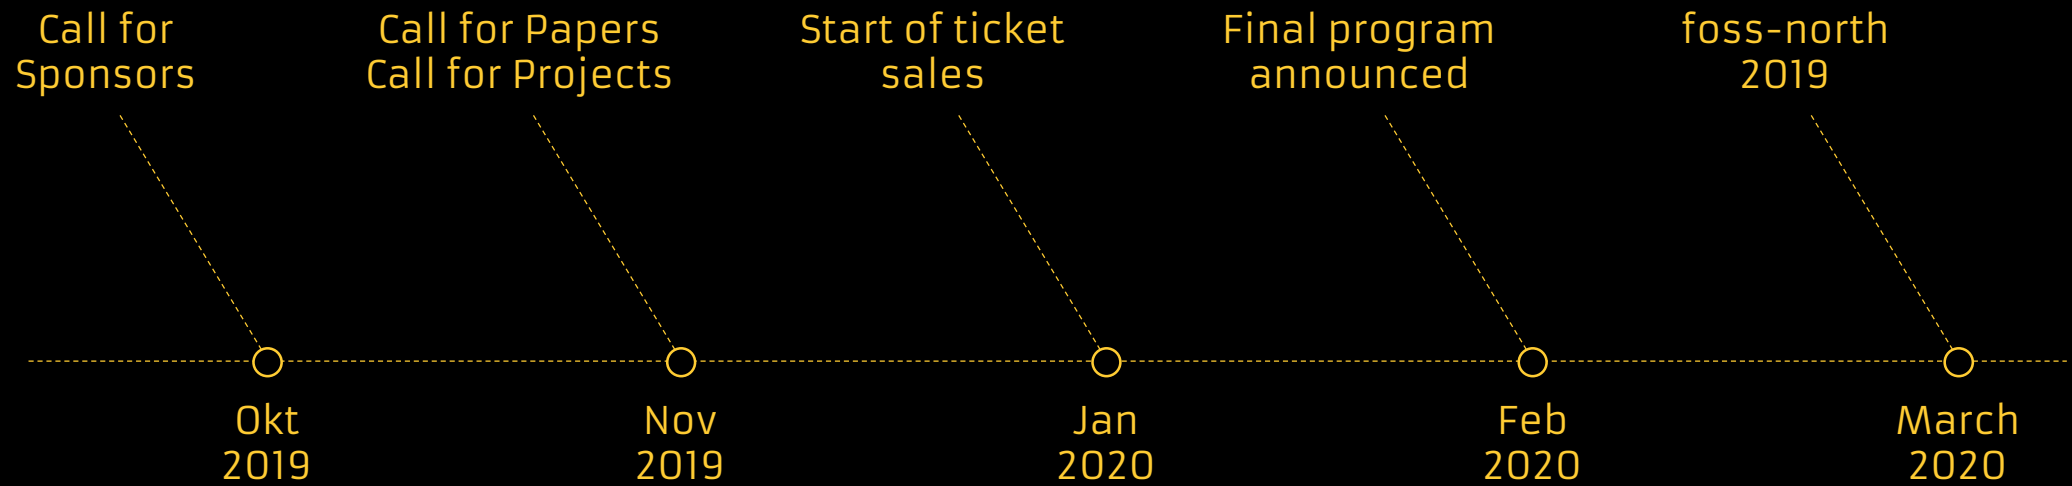 Call for
Sponsors
Call for Papers
Call for Projects
Start of ticket
sales
Final program
announced
foss-north
2019
Okt
2019
Nov
2019
Jan
2020
Feb
2020
March
2020